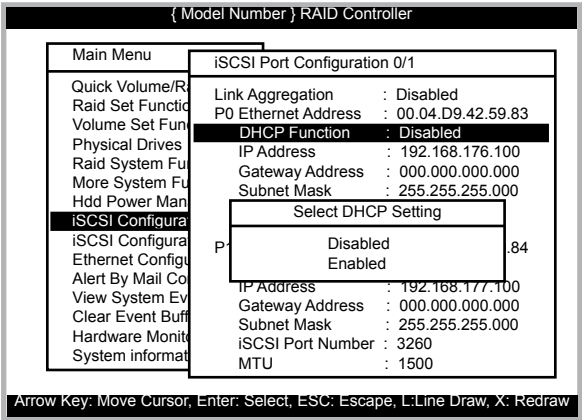 { Model Number } RAID Controller
Main Menu
Quick Volume/Ra
Raid Set Functio
Volume Set Fun
Physical Drives
Raid System Fu
More System Fu
Hdd Power Man
iSCSI Configura
iSCSI Configura
Ethernet Configu
Alert By Mail Co
View System Ev
Clear Event Buff
Hardware Monito
System informat
iSCSI Port Configuration 0/1
Link Aggregation : Disabled
P0 Ethernet Address : 00.04.D9.42.59.83
DHCP Function : Disabled
IP Address : 192.168.176.100
Gateway Address : 000.000.000.000
Subnet Mask : 255.255.255.000
Select DHCP Setting
Disabled
Enabled
P1 .84
IP Address : 192.168.177.100
Gateway Address : 000.000.000.000
Subnet Mask : 255.255.255.000
iSCSI Port Number : 3260
MTU : 1500
Arrow Key: Move Cursor, Enter: Select, ESC: Escape, L:Line Draw, X: Redraw